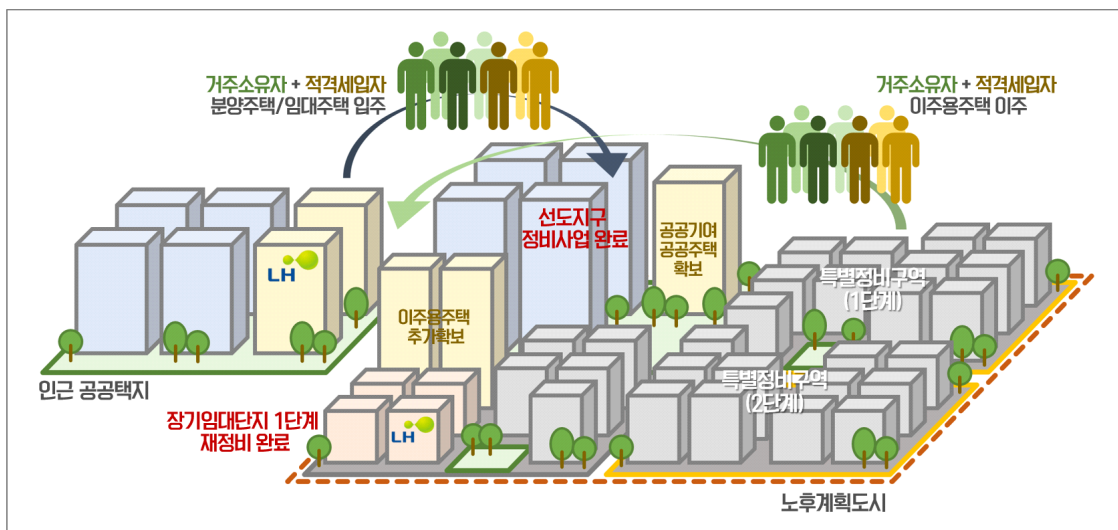 거주소유자 + 적격세입자
분양주택/임대주택 입주
거주소유자 + 적격세입자
이주용주택 이주
선도지구
정비사업 완료
공공기여
공공주택
확보
특별정비구역
(1단계)
LH
이주용주택
추가확보
인근 공공택지
특별정비구역
(2단계)
장기임대단지 1단계
재정비 완료
LH
노후계획도시